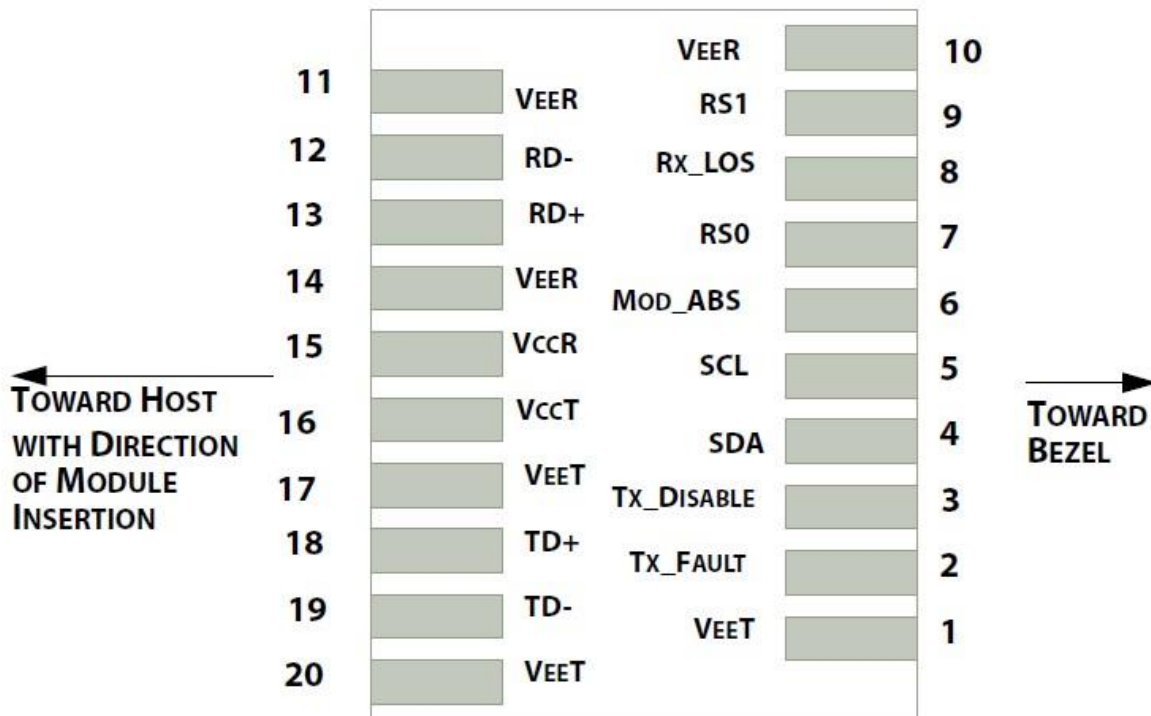 11 VEER
12 RD-
13 RD+
14 VEER
15 VCCR
16 VCCT
17 VEET
18 TD+
19 TD-
20 VEET
VEER 10
RS1 9
RX_LOS 8
RS0 7
MOD_ABS 6
SCL 5
SDA 4
TX_DISABLE 3
TX_FAULT 2
VEET 1
TOWARD HOST
WITH DIRECTION
OF MODULE
INSERTION
TOWARD
BEZEL